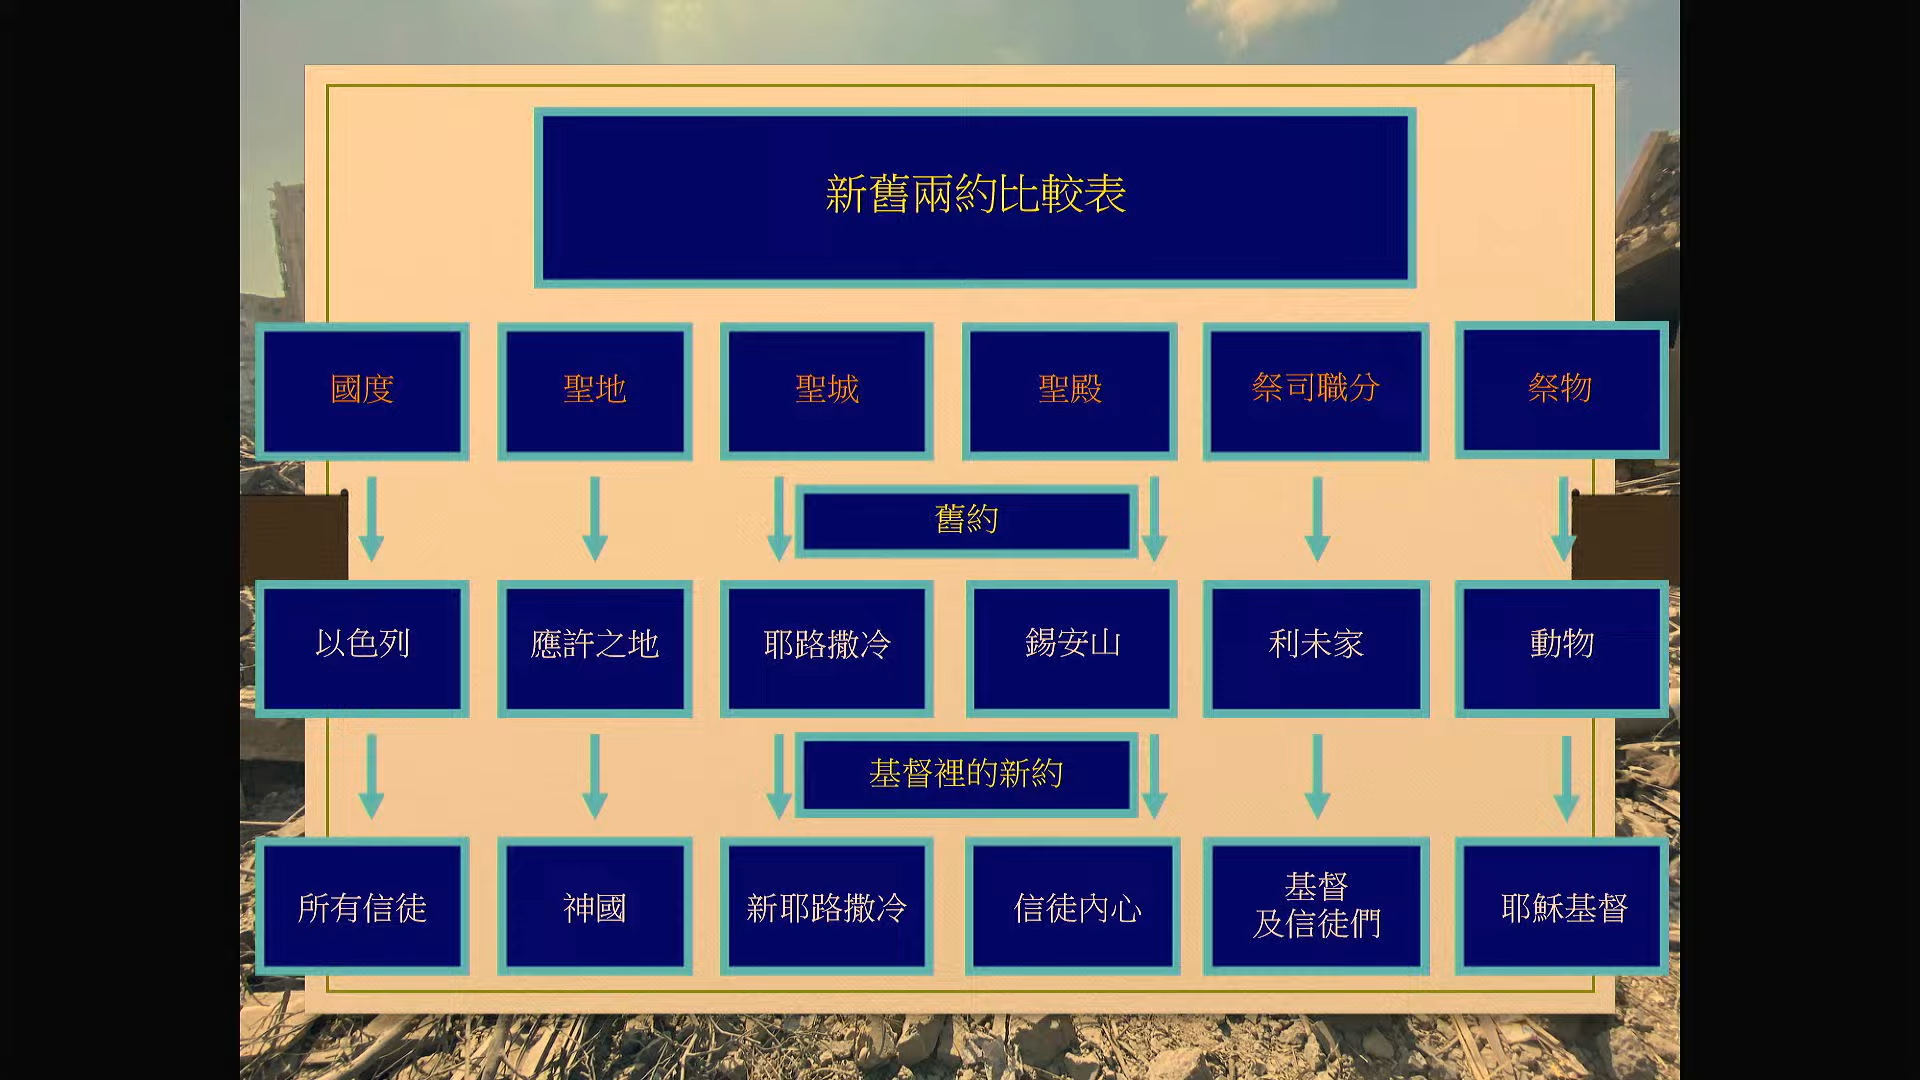 新舊兩約比較表
國度
聖地
聖城
聖殿
祭司職分
祭物
舊約
以色列
應許之地
耶路撒冷
錫安山
利未家
動物
基督裡的新約
所有信徒
神國
新耶路撒冷
信徒內心
基督
及信徒們
耶穌基督